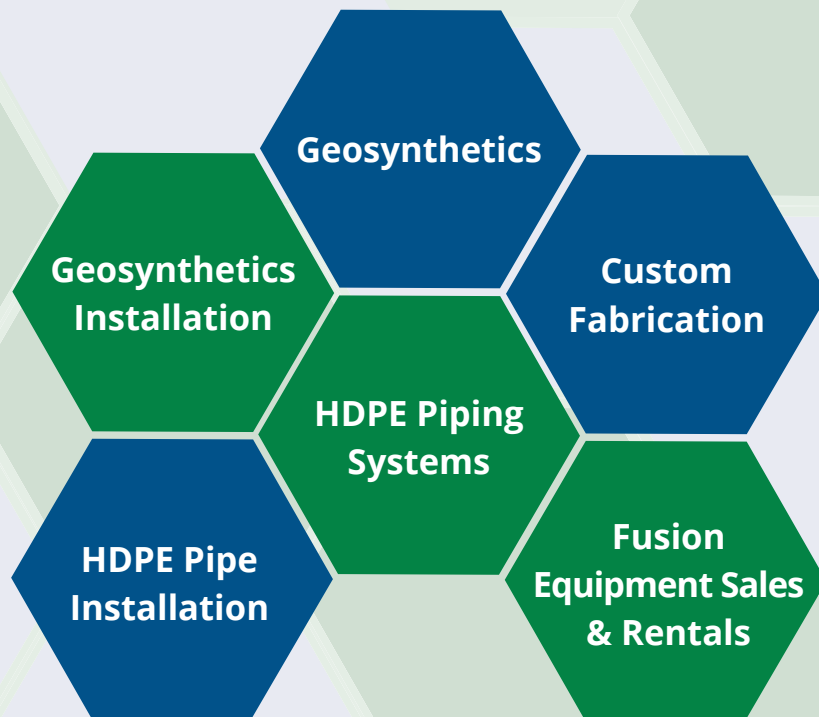 Geosynthetics
Geosynthetics
Installation
Custom
Fabrication
HDPE Piping
Systems
HDPE Pipe
Installation
Fusion
Equipment Sales
& Rentals